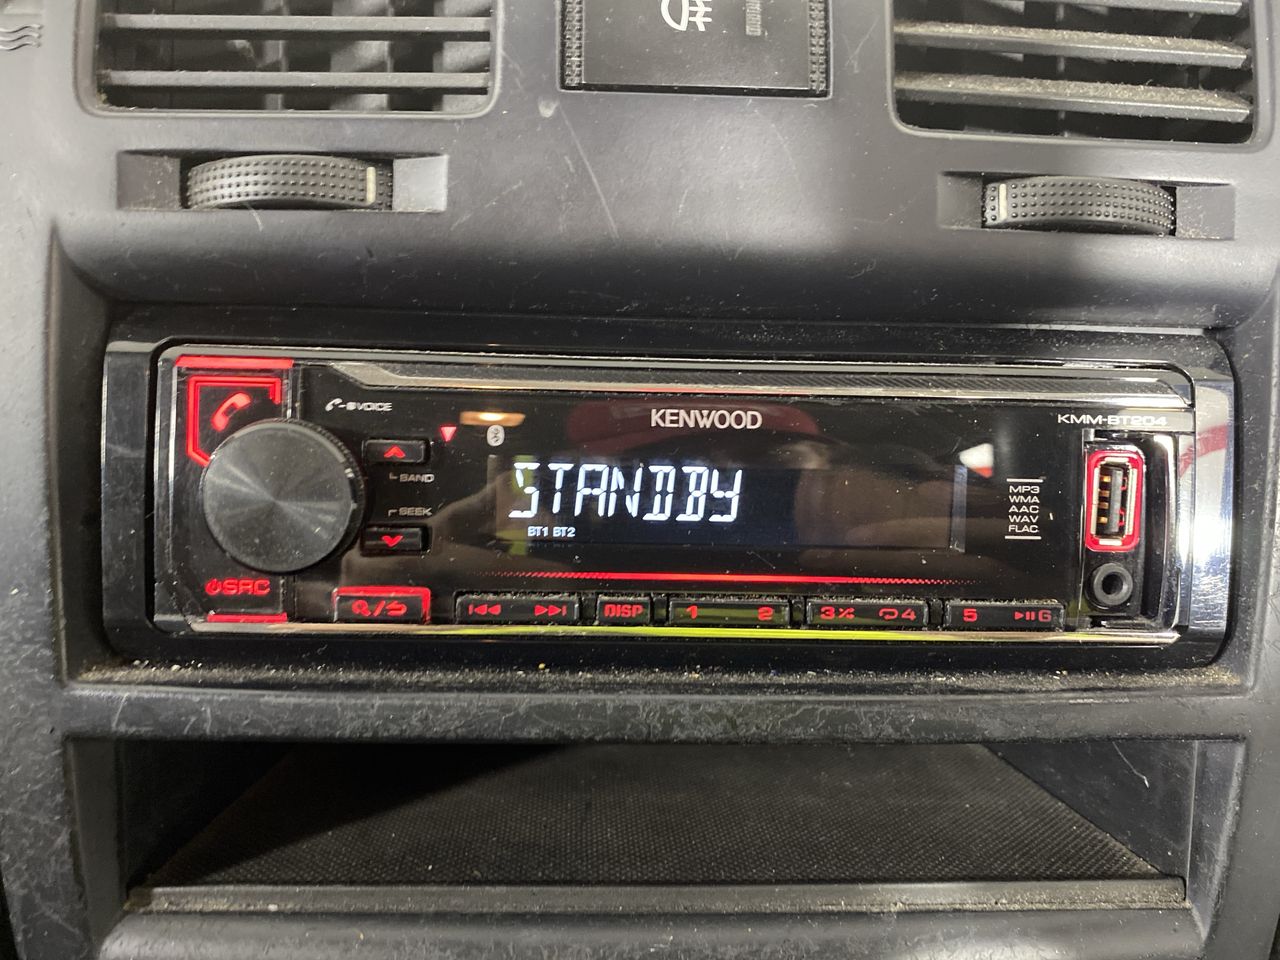 VOICE
KENWOOD
KMM-BT204
BAND
SEEK
STANDBY
BT1 BT2
MP3
WMA
AAC
WAV
FLAC
SRC
DISP
1
2
3
4
5
6